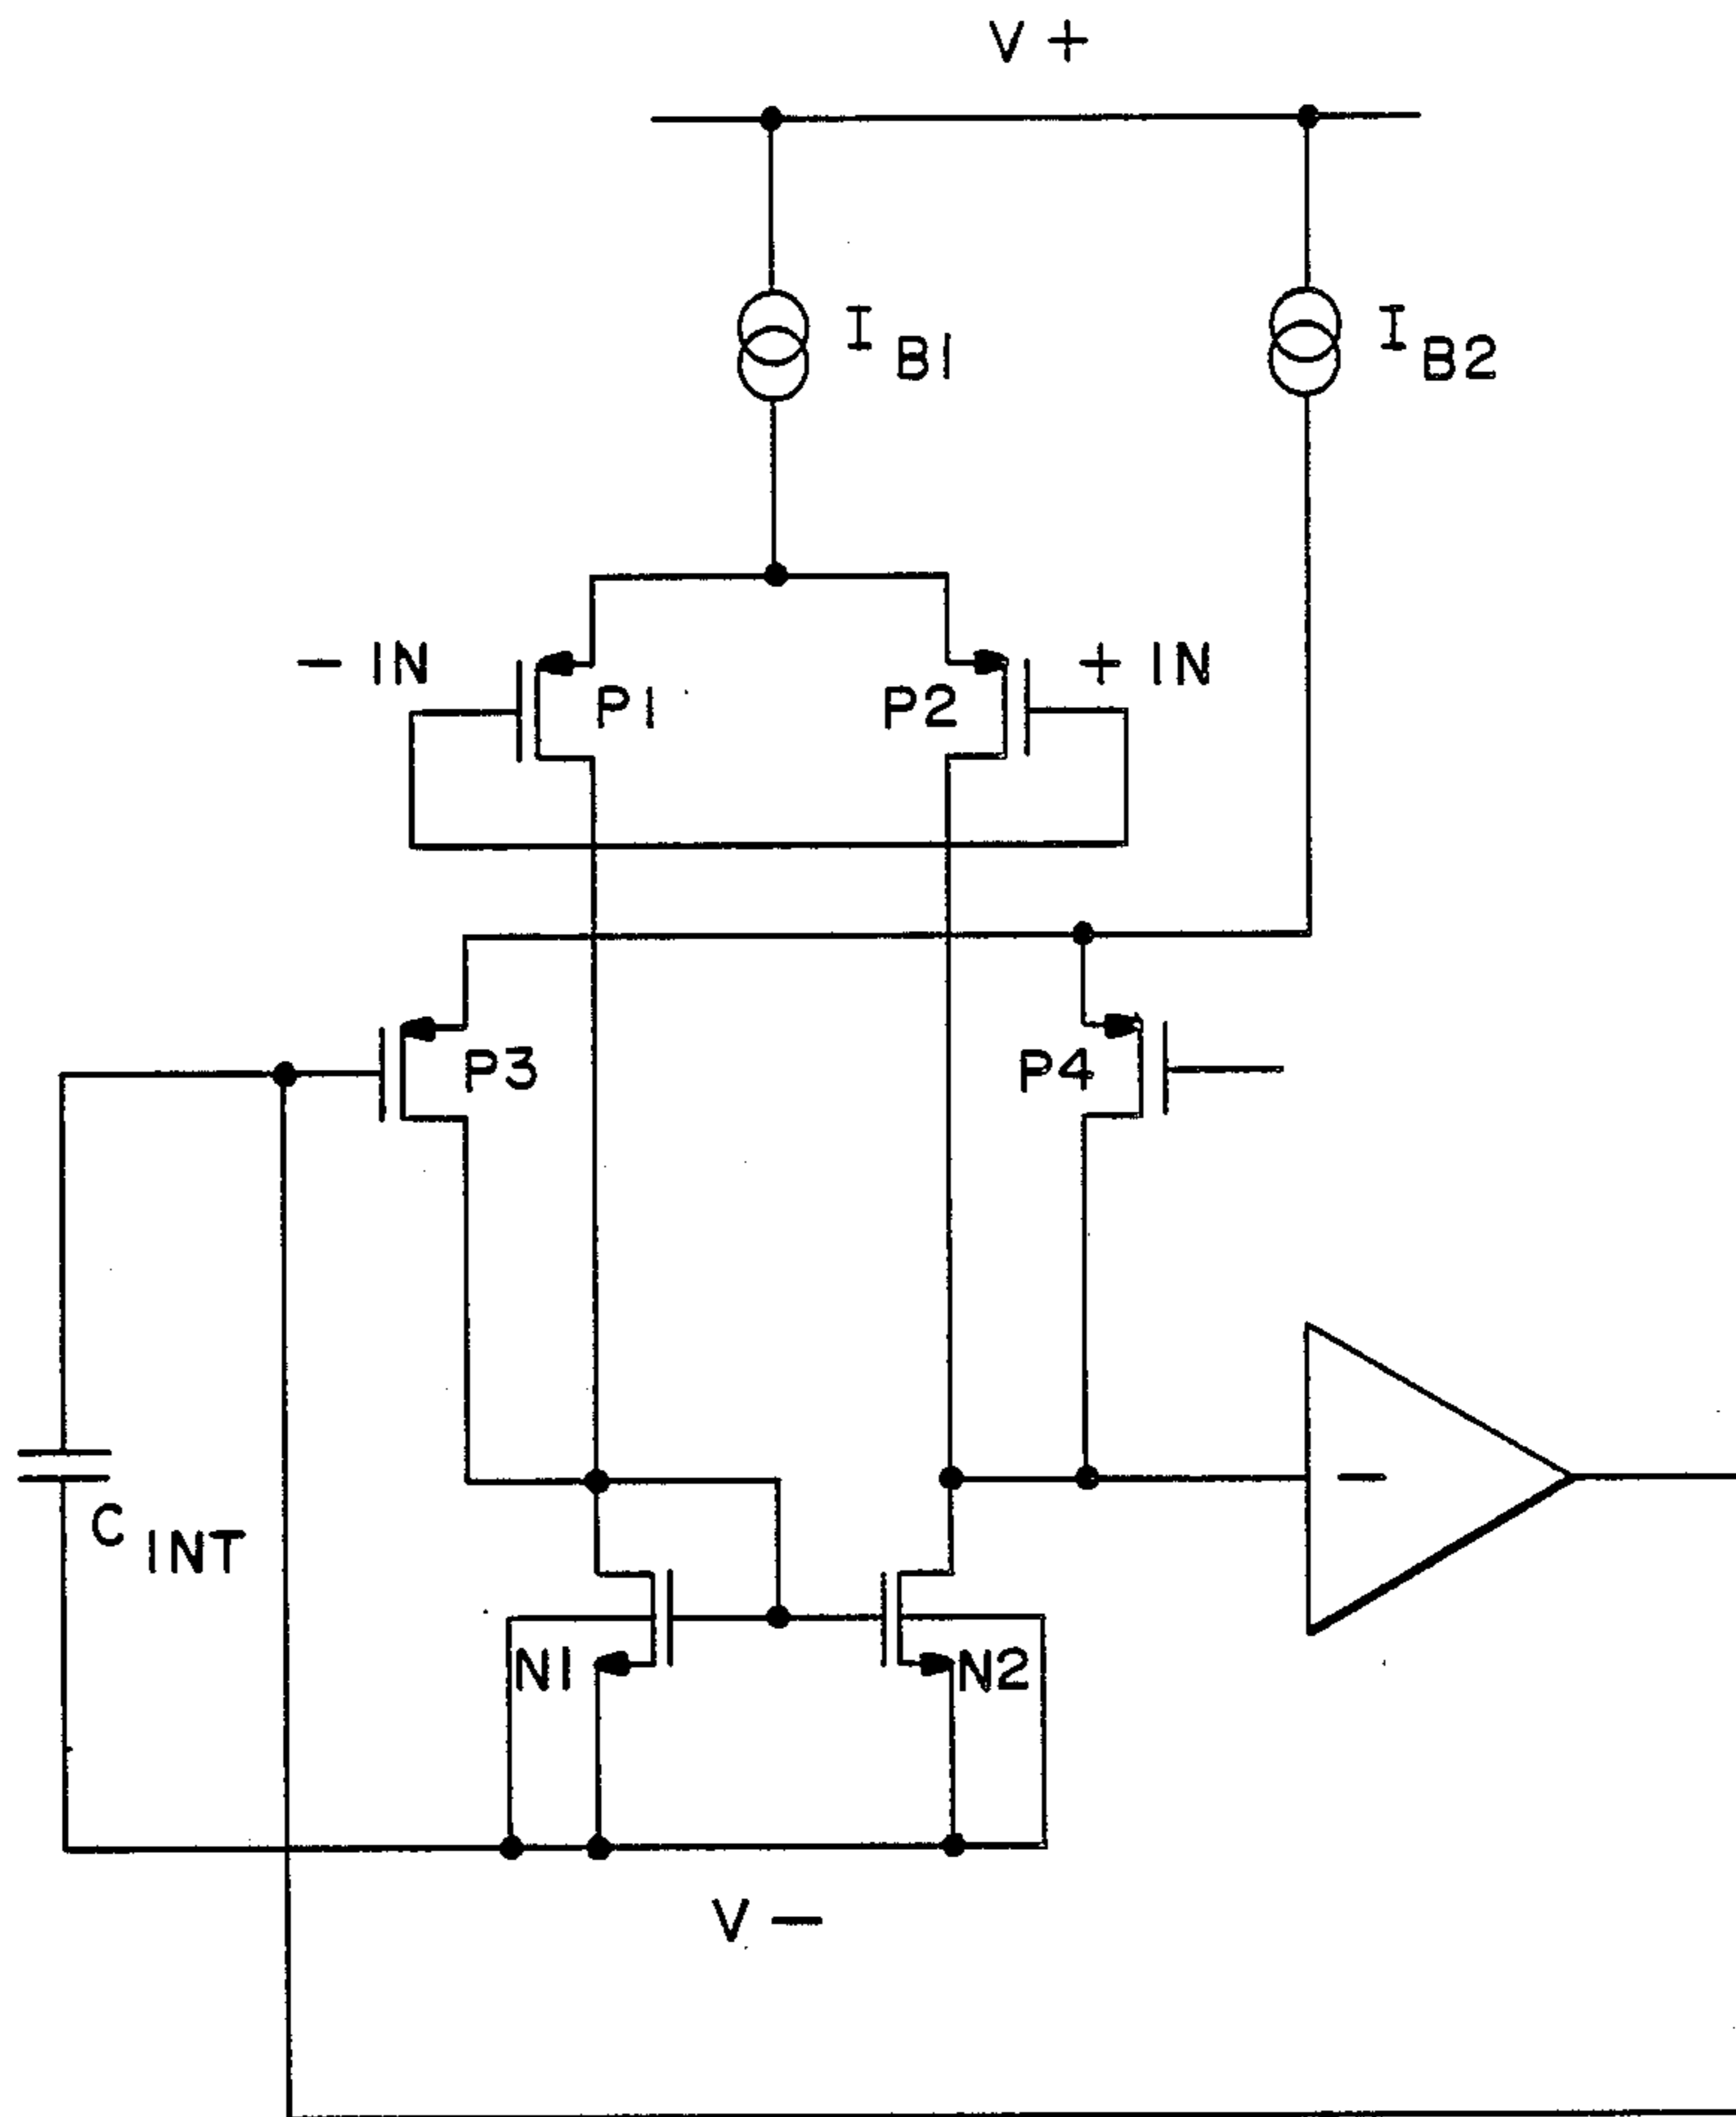 V+
I B1
I B2
-IN
P1
P2
+IN
P3
P4
-
C INT
N1
N2
V-